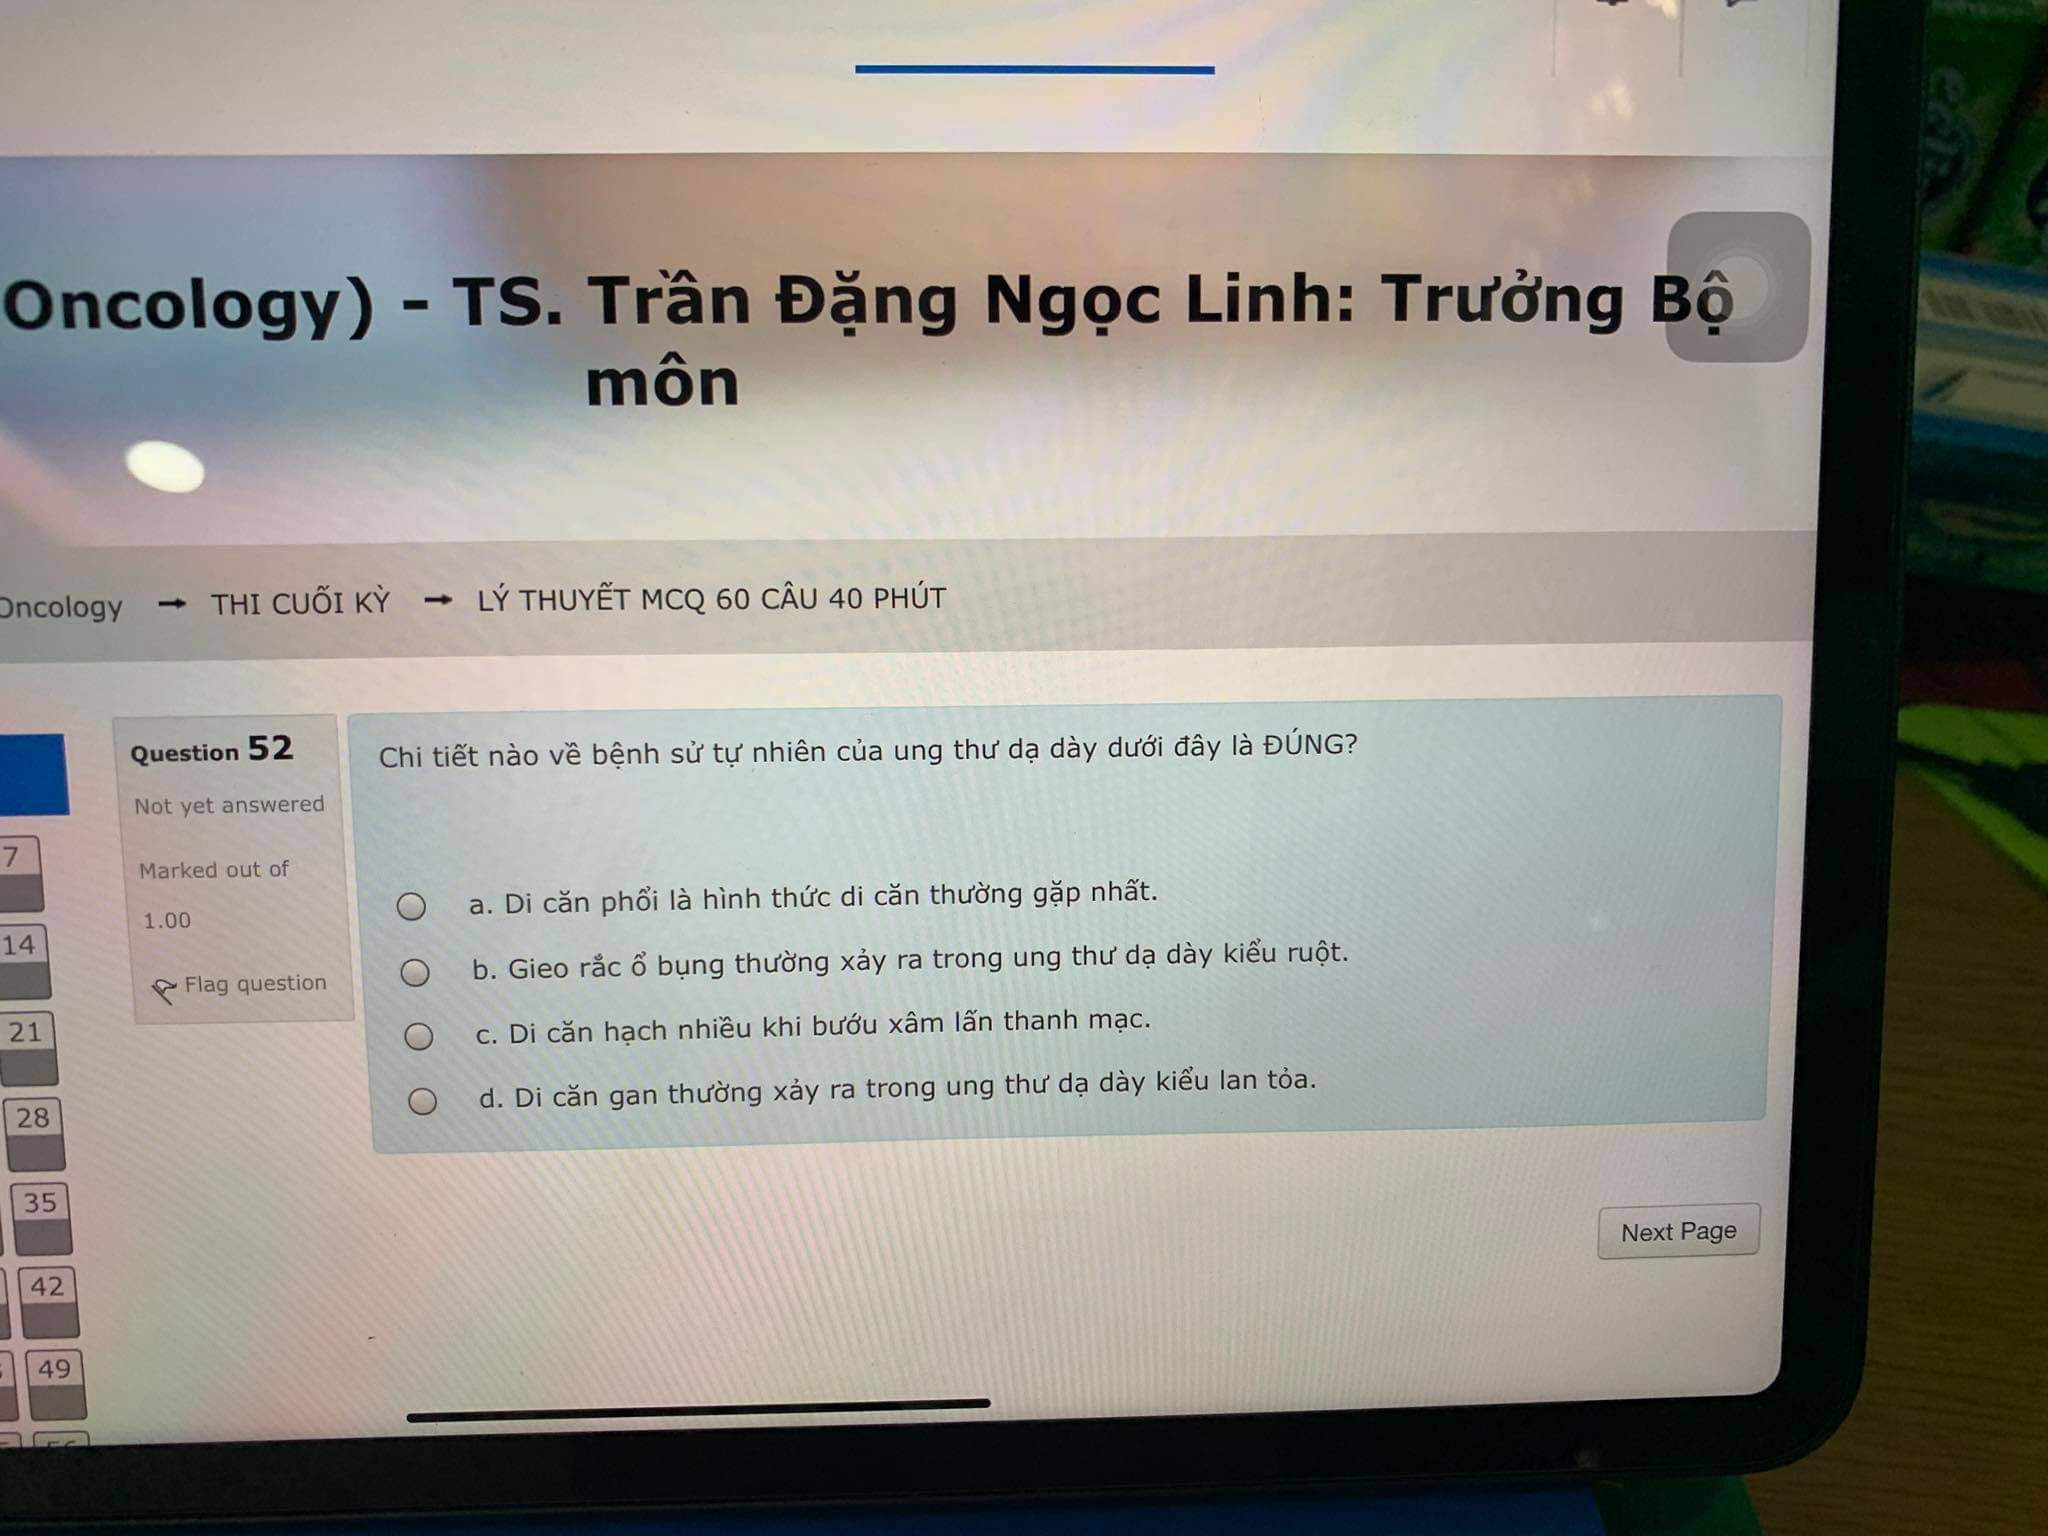 Oncology) - TS. Trần Đặng Ngọc Linh: Trưởng Bộ
môn
Oncology → THI CUỐI KỲ → LÝ THUYẾT MCQ 60 CÂU 40 PHÚT
Question 52
Not yet answered
Marked out of
1.00
Flag question
Chi tiết nào về bệnh sử tự nhiên của ung thư dạ dày dưới đây là ĐÚNG?
a. Di căn phổi là hình thức di căn thường gặp nhất.
b. Gieo rắc ổ bụng thường xảy ra trong ung thư dạ dày kiểu ruột.
c. Di căn hạch nhiều khi bướu xâm lấn thanh mạc.
d. Di căn gan thường xảy ra trong ung thư dạ dày kiểu lan tỏa.
7
14
21
28
35
42
49
Next Page